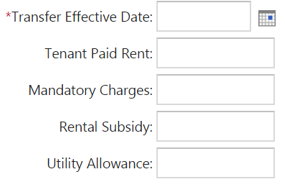 *Transfer Effective Date:
Tenant Paid Rent:
Mandatory Charges:
Rental Subsidy:
Utility Allowance: